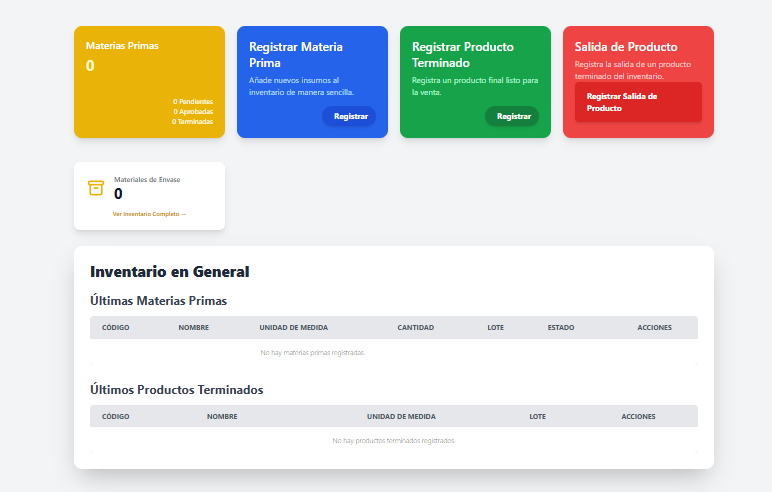 Materias Primas
0
0 Pendientes
0 Aprobadas
0 Terminadas
Registrar Materia
Prima
Añade nuevos insumos al
inventario de manera sencilla.
Registrar
Registrar Producto
Terminado
Registra un producto final listo para
la venta.
Registrar
Salida de Producto
Registra la salida de un producto
terminado del inventario.
Registrar Salida de
Producto
Materiales de Envase
0
Ver Inventario Completo →
Inventario en General
Últimas Materias Primas
CÓDIGO NOMBRE UNIDAD DE MEDIDA CANTIDAD LOTE ESTADO ACCIONES
No hay materias primas registradas.
Últimos Productos Terminados
CÓDIGO NOMBRE UNIDAD DE MEDIDA LOTE ACCIONES
No hay productos terminados registrados.